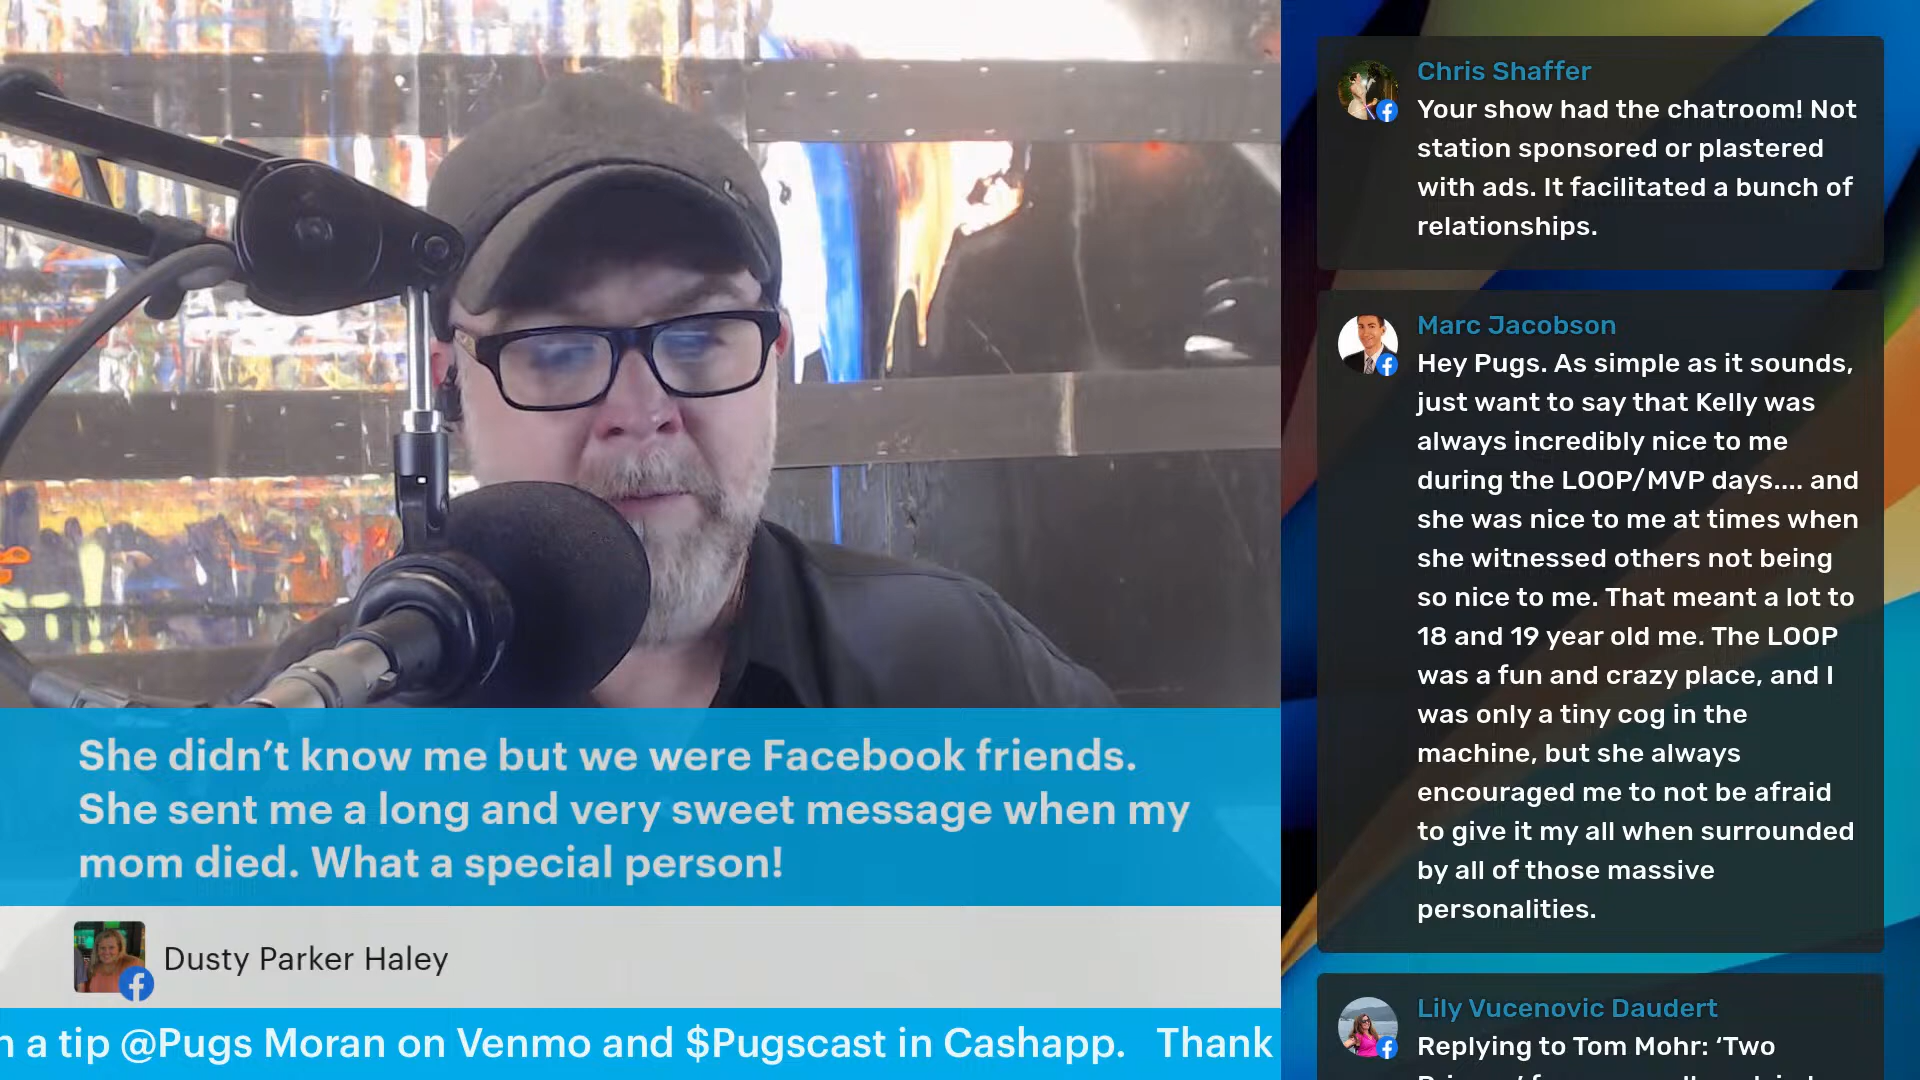 Chris Shaffer
Your show had the chatroom! Not
station sponsored or plastered
with ads. It facilitated a bunch of
relationships.
Marc Jacobson
Hey Pugs. As simple as it sounds,
just want to say that Kelly was
always incredibly nice to me
during the LOOP/MVP days.... and
she was nice to me at times when
she witnessed others not being
so nice to me. That meant a lot to
18 and 19 year old me. The LOOP
was a fun and crazy place, and I
was only a tiny cog in the
machine, but she always
encouraged me to not be afraid
to give it my all when surrounded
by all of those massive
personalities.
Lily Vucenovic Daudert
Replying to Tom Mohr: ‘Two
She didn’t know me but we were Facebook friends.
She sent me a long and very sweet message when my
mom died. What a special person!
Dusty Parker Haley
a tip @Pugs Moran on Venmo and $Pugscast in Cashapp. Thank